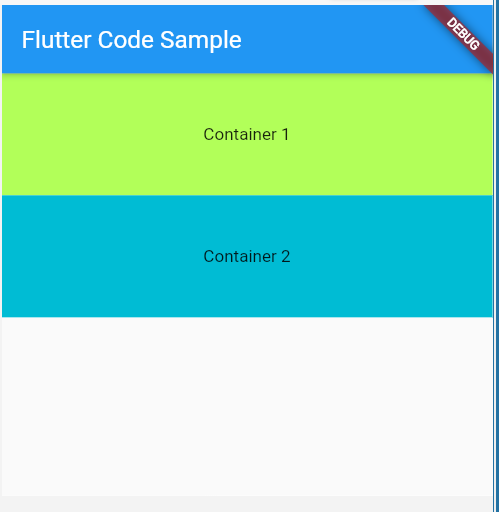 Flutter Code Sample
DEBUG
Container 1
Container 2